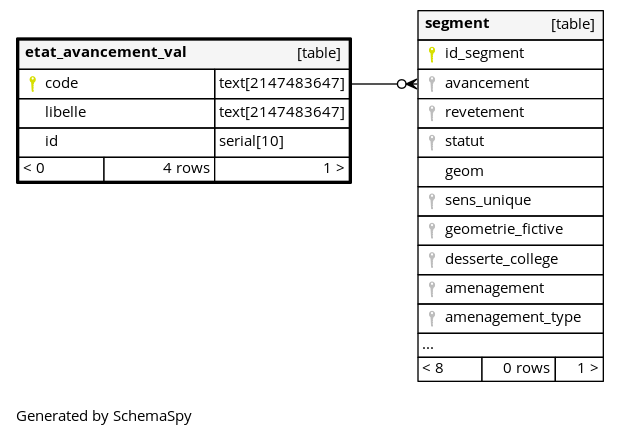 etat_avancement_val [table]
code text[2147483647]
libelle text[2147483647]
id serial[10]
< 0 4 rows 1 >
segment [table]
id_segment
avancement
revetement
statut
geom
sens_unique
geometrie_fictive
desserte_college
amenagement
amenagement_type
...
< 8 0 rows 1 >
Generated by SchemaSpy